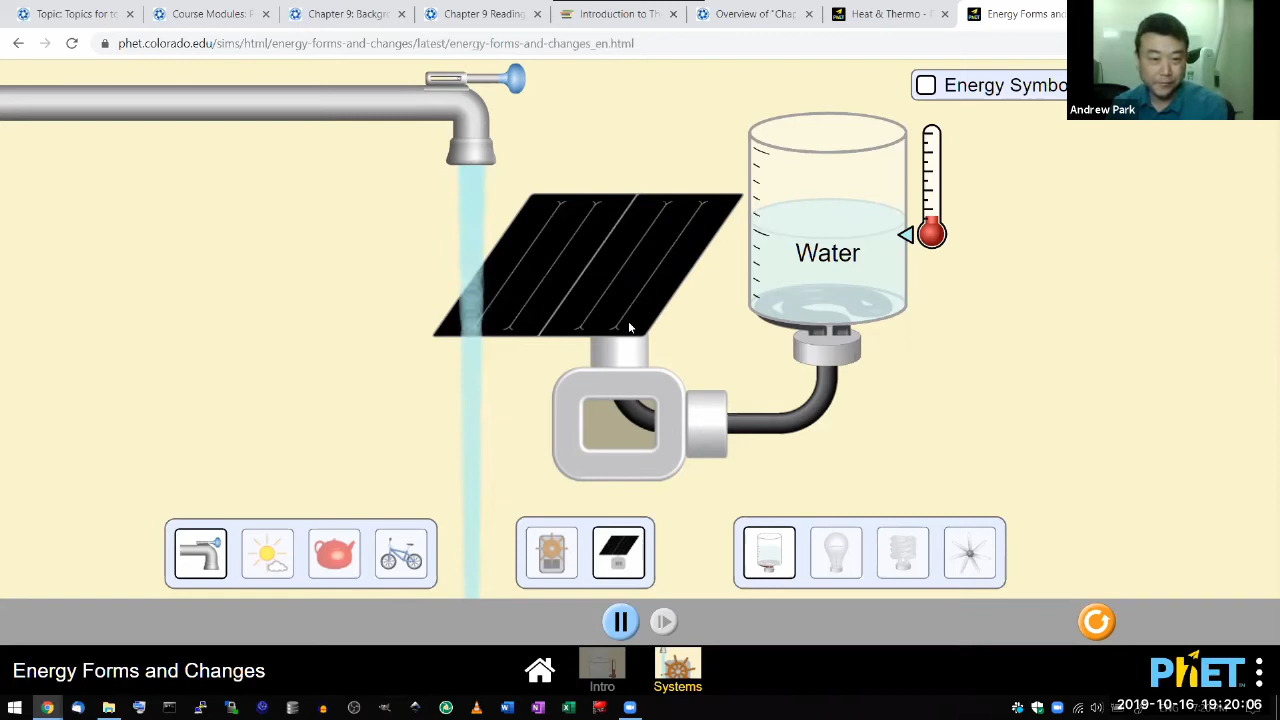 Topic: Topics for to
Course Modules: F
Chapter 9: Backgr
Chapter 9 Reading
Introduction to Th
Overview of "Chap
Heat & Thermo - P
Energy Forms and
phet.colorado.edu/sims/html/energy-forms-and-changes/latest/energy-forms-and-changes_en.html
Energy Symbo
Andrew Park
Water
Energy Forms and Changes
Intro
Systems
PhET
2019-10-16 19:20:06